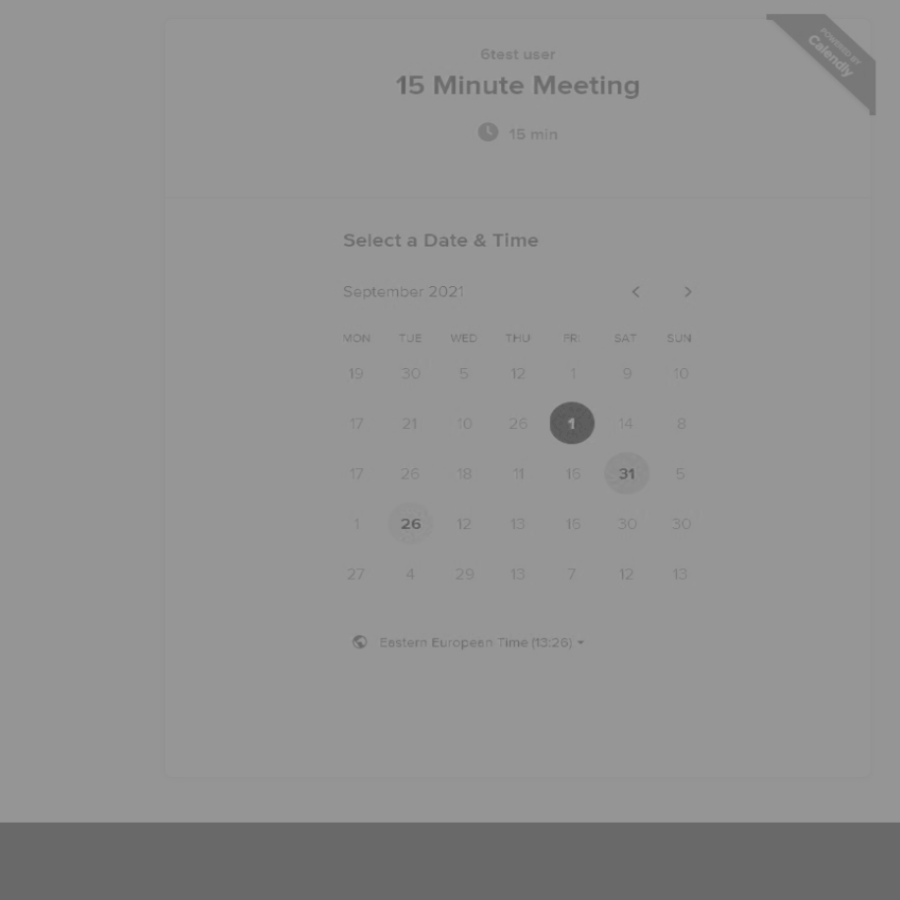 POWERED BY
Calendly
6test user
15 Minute Meeting
15 min
Select a Date & Time
September 2021
MON TUE WED THU FRI SAT SUN
19 30 5 12 1 9 10
17 21 10 26 1 14 8
17 26 18 11 15 31 5
1 26 12 13 16 30 30
27 4 29 13 7 12 13
Eastern European Time (13:26)